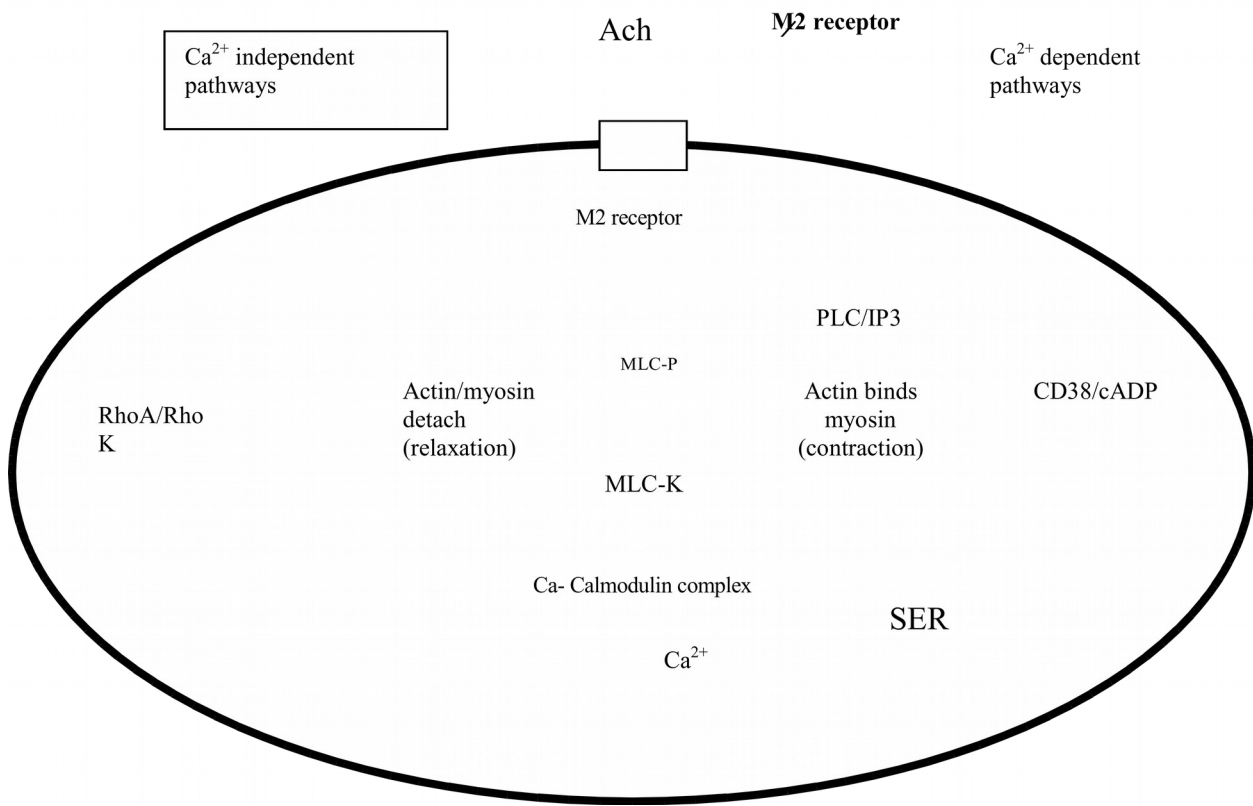 Ach
M2 receptor
Ca²⁺ independent
pathways
Ca²⁺ dependent
pathways
M2 receptor
PLC/IP3
MLC-P
RhoA/Rho
K
Actin/myosin
detach
(relaxation)
Actin binds
myosin
(contraction)
CD38/cADP
MLC-K
Ca- Calmodulin complex
SER
Ca²⁺